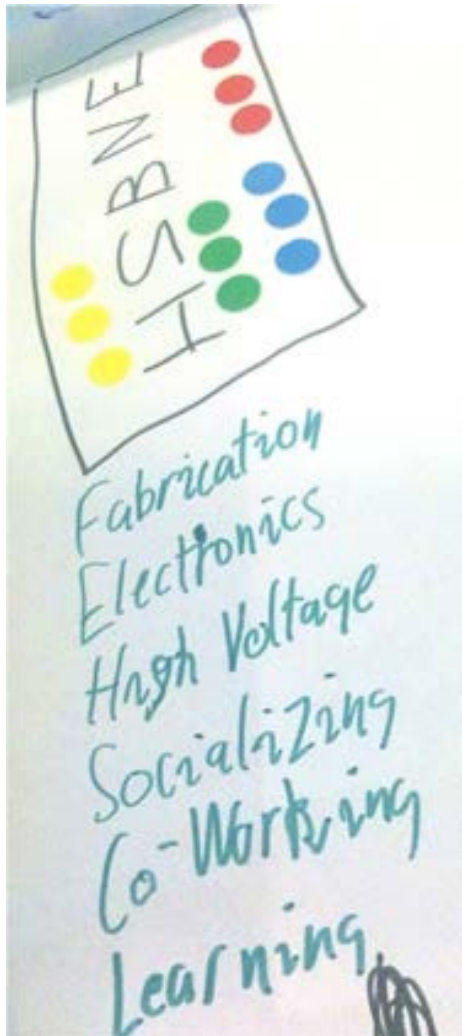 HSBNE
Fabrication
Electronics
High Voltage
Socializing
Co-Working
Learning